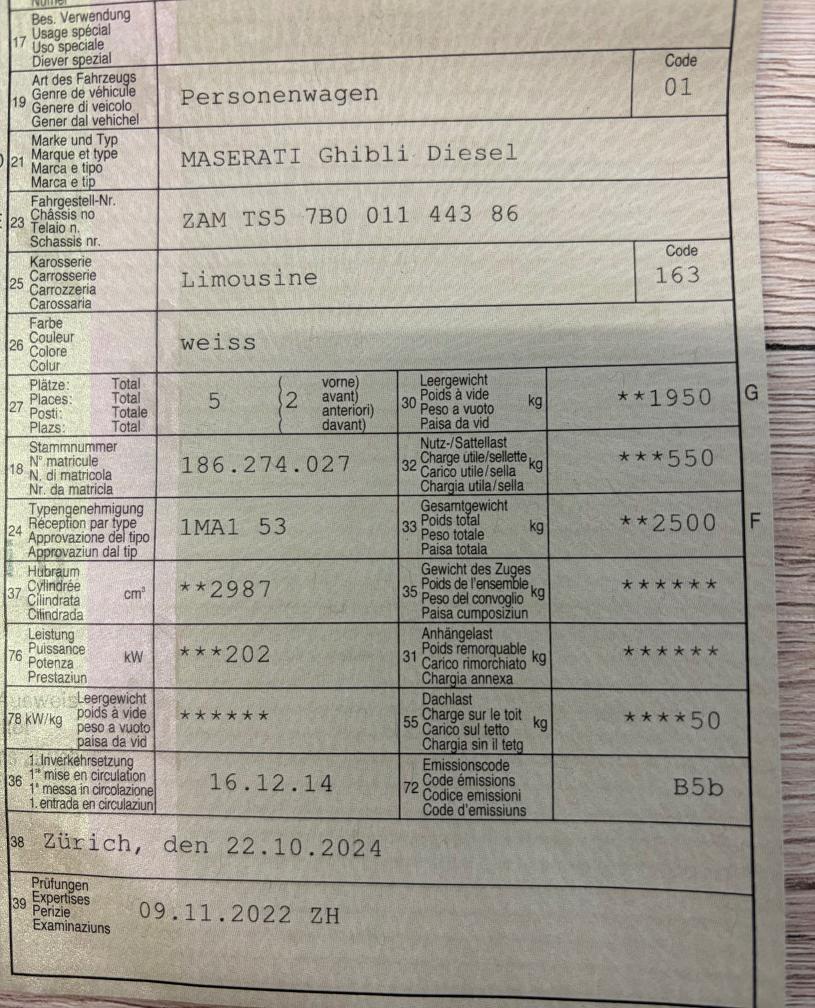 17
Bes. Verwendung
Usage spécial
Uso speciale
Diever spezial
19
Art des Fahrzeugs
Genre de véhicule
Genere di veicolo
Gener dal vehichel
Personenwagen
Code
01
21
Marke und Typ
Marque et type
Marca e tipo
Marca e tip
MASERATI Ghibli Diesel
23
Fahrgestell-Nr.
Châssis no
Telaio n.
Schassis nr.
ZAM TS5 7B0 011 443 86
25
Karosserie
Carrosserie
Carrozzeria
Carossaria
Limousine
Code
163
26
Farbe
Couleur
Colore
Colur
weiss
27
Plätze: Total
Places: Total
Posti: Totale
Plazs: Total
5 2
vorne)
avant)
anteriori)
davant)
30
Leergewicht
Poids à vide
Peso a vuoto
Paisa da vid
kg
**1950
G
18
Stammnummer
N° matricule
N. di matricola
Nr. da matricla
186.274.027
32
Nutz-/Sattellast
Charge utile/sellette
Carico utile/sella
Chargia utila/sella
kg
***550
24
Typengenehmigung
Réception par type
Approvazione del tipo
Approvaziun dal tip
1MA1 53
33
Gesamtgewicht
Poids total
Peso totale
Paisa totala
kg
**2500
F
37
Hubraum
Cylindrée
Cilindrata
Cilindrada
cm³
**2987
35
Gewicht des Zuges
Poids de l'ensemble
Peso del convoglio
Paisa cumposiziun
kg
******
76
Leistung
Puissance
Potenza
Prestaziun
kW
***202
31
Anhängelast
Poids remorquable
Carico rimorchiato
Chargia annexa
kg
******
78 kW/kg
Leergewicht
poids à vide
peso a vuoto
paisa da vid
******
55
Dachlast
Charge sur le toit
Carico sul tetto
Chargia sin il tetg
kg
****50
36
1. Inverkehrsetzung
1re mise en circulation
1a messa in circolazione
1. entrada en circulaziun
16.12.14
72
Emissionscode
Code émissions
Codice emissioni
Code d'emissiuns
B5b
38
Zürich, den 22.10.2024
39
Prüfungen
Expertises
Perizie
Examinaziuns
09.11.2022 ZH